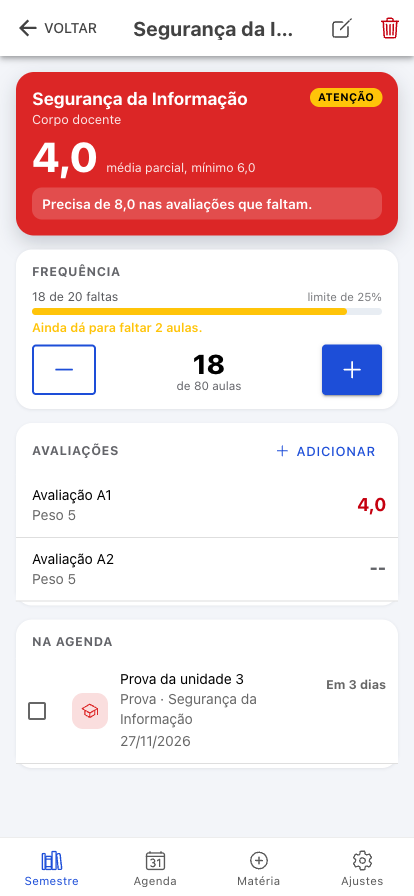 VOLTAR
Segurança da I...
Segurança da Informação
ATENÇÃO
Corpo docente
4,0 média parcial, mínimo 6,0
Precisa de 8,0 nas avaliações que faltam.
FREQUÊNCIA
18 de 20 faltas
limite de 25%
Ainda dá para faltar 2 aulas.
18
de 80 aulas
AVALIAÇÕES
ADICIONAR
Avaliação A1
Peso 5
4,0
Avaliação A2
Peso 5
--
NA AGENDA
Prova da unidade 3
Em 3 dias
Prova · Segurança da
Informação
27/11/2026
31
Semestre
Agenda
Matéria
Ajustes